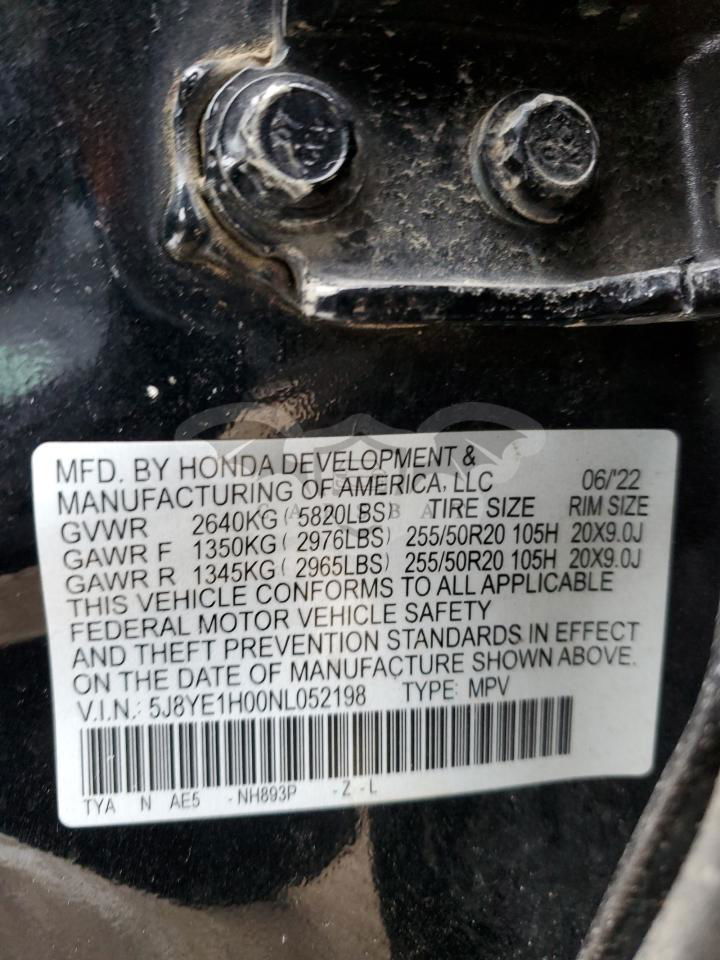 MFD. BY HONDA DEVELOPMENT &
MANUFACTURING OF AMERICA, LLC 06/'22
GVWR 2640KG ( 5820LBS) TIRE SIZE RIM SIZE
GAWR F 1350KG ( 2976LBS) 255/50R20 105H 20X9.0J
GAWR R 1345KG ( 2965LBS) 255/50R20 105H 20X9.0J
THIS VEHICLE CONFORMS TO ALL APPLICABLE
FEDERAL MOTOR VEHICLE SAFETY
AND THEFT PREVENTION STANDARDS IN EFFECT
ON THE DATE OF MANUFACTURE SHOWN ABOVE.
V.I.N.: 5J8YE1H00NL052198 TYPE: MPV
TYA N AE5 -NH893P -Z -L